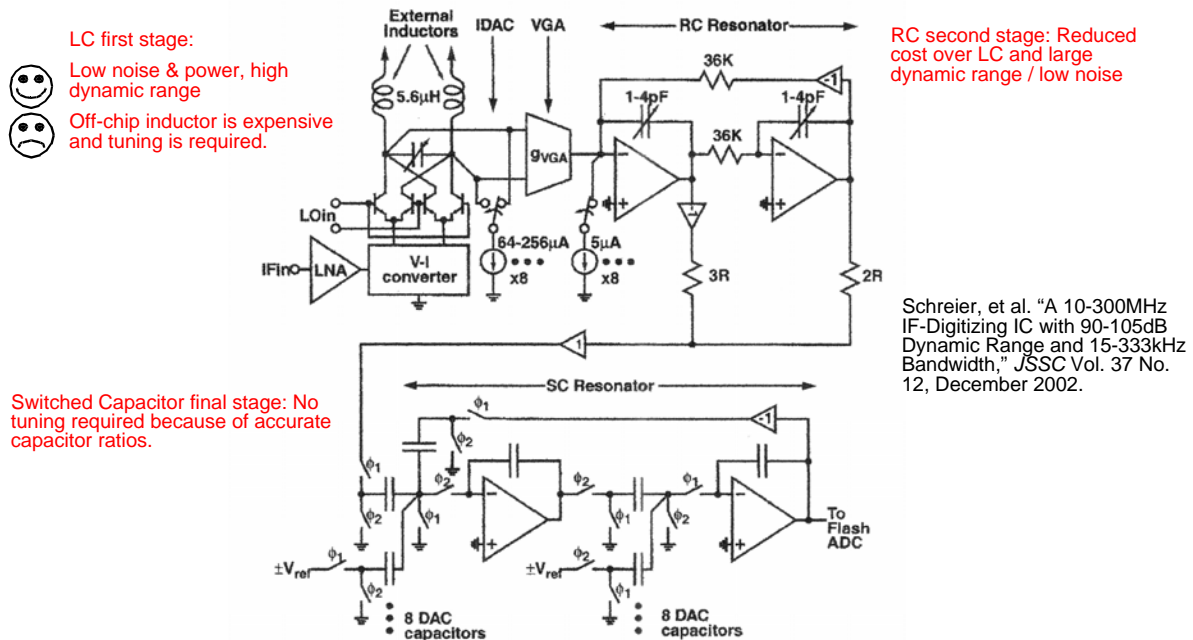 LC first stage:
Low noise & power, high
dynamic range
Off-chip inductor is expensive
and tuning is required.
External
Inductors
IDAC
VGA
RC Resonator
RC second stage: Reduced
cost over LC and large
dynamic range / low noise
5.6μH
36K
-1
1-4pF
1-4pF
36K
gVGA
−
+
−
+
LOin
64-256μA
x8
5μA
x8
-1
3R
2R
IFin
LNA
V-I
converter
1
Schreier, et al. “A 10-300MHz
IF-Digitizing IC with 90-105dB
Dynamic Range and 15-333kHz
Bandwidth,” JSSC Vol. 37 No.
12, December 2002.
SC Resonator
Switched Capacitor final stage: No
tuning required because of accurate
capacitor ratios.
ϕ1
-1
ϕ2
ϕ1
ϕ2
−
+
ϕ2
ϕ1
−
+
ϕ2
ϕ1
ϕ1
ϕ2
To
Flash
ADC
±Vref
ϕ1
ϕ2
±Vref
ϕ2
ϕ1
8 DAC
capacitors
8 DAC
capacitors